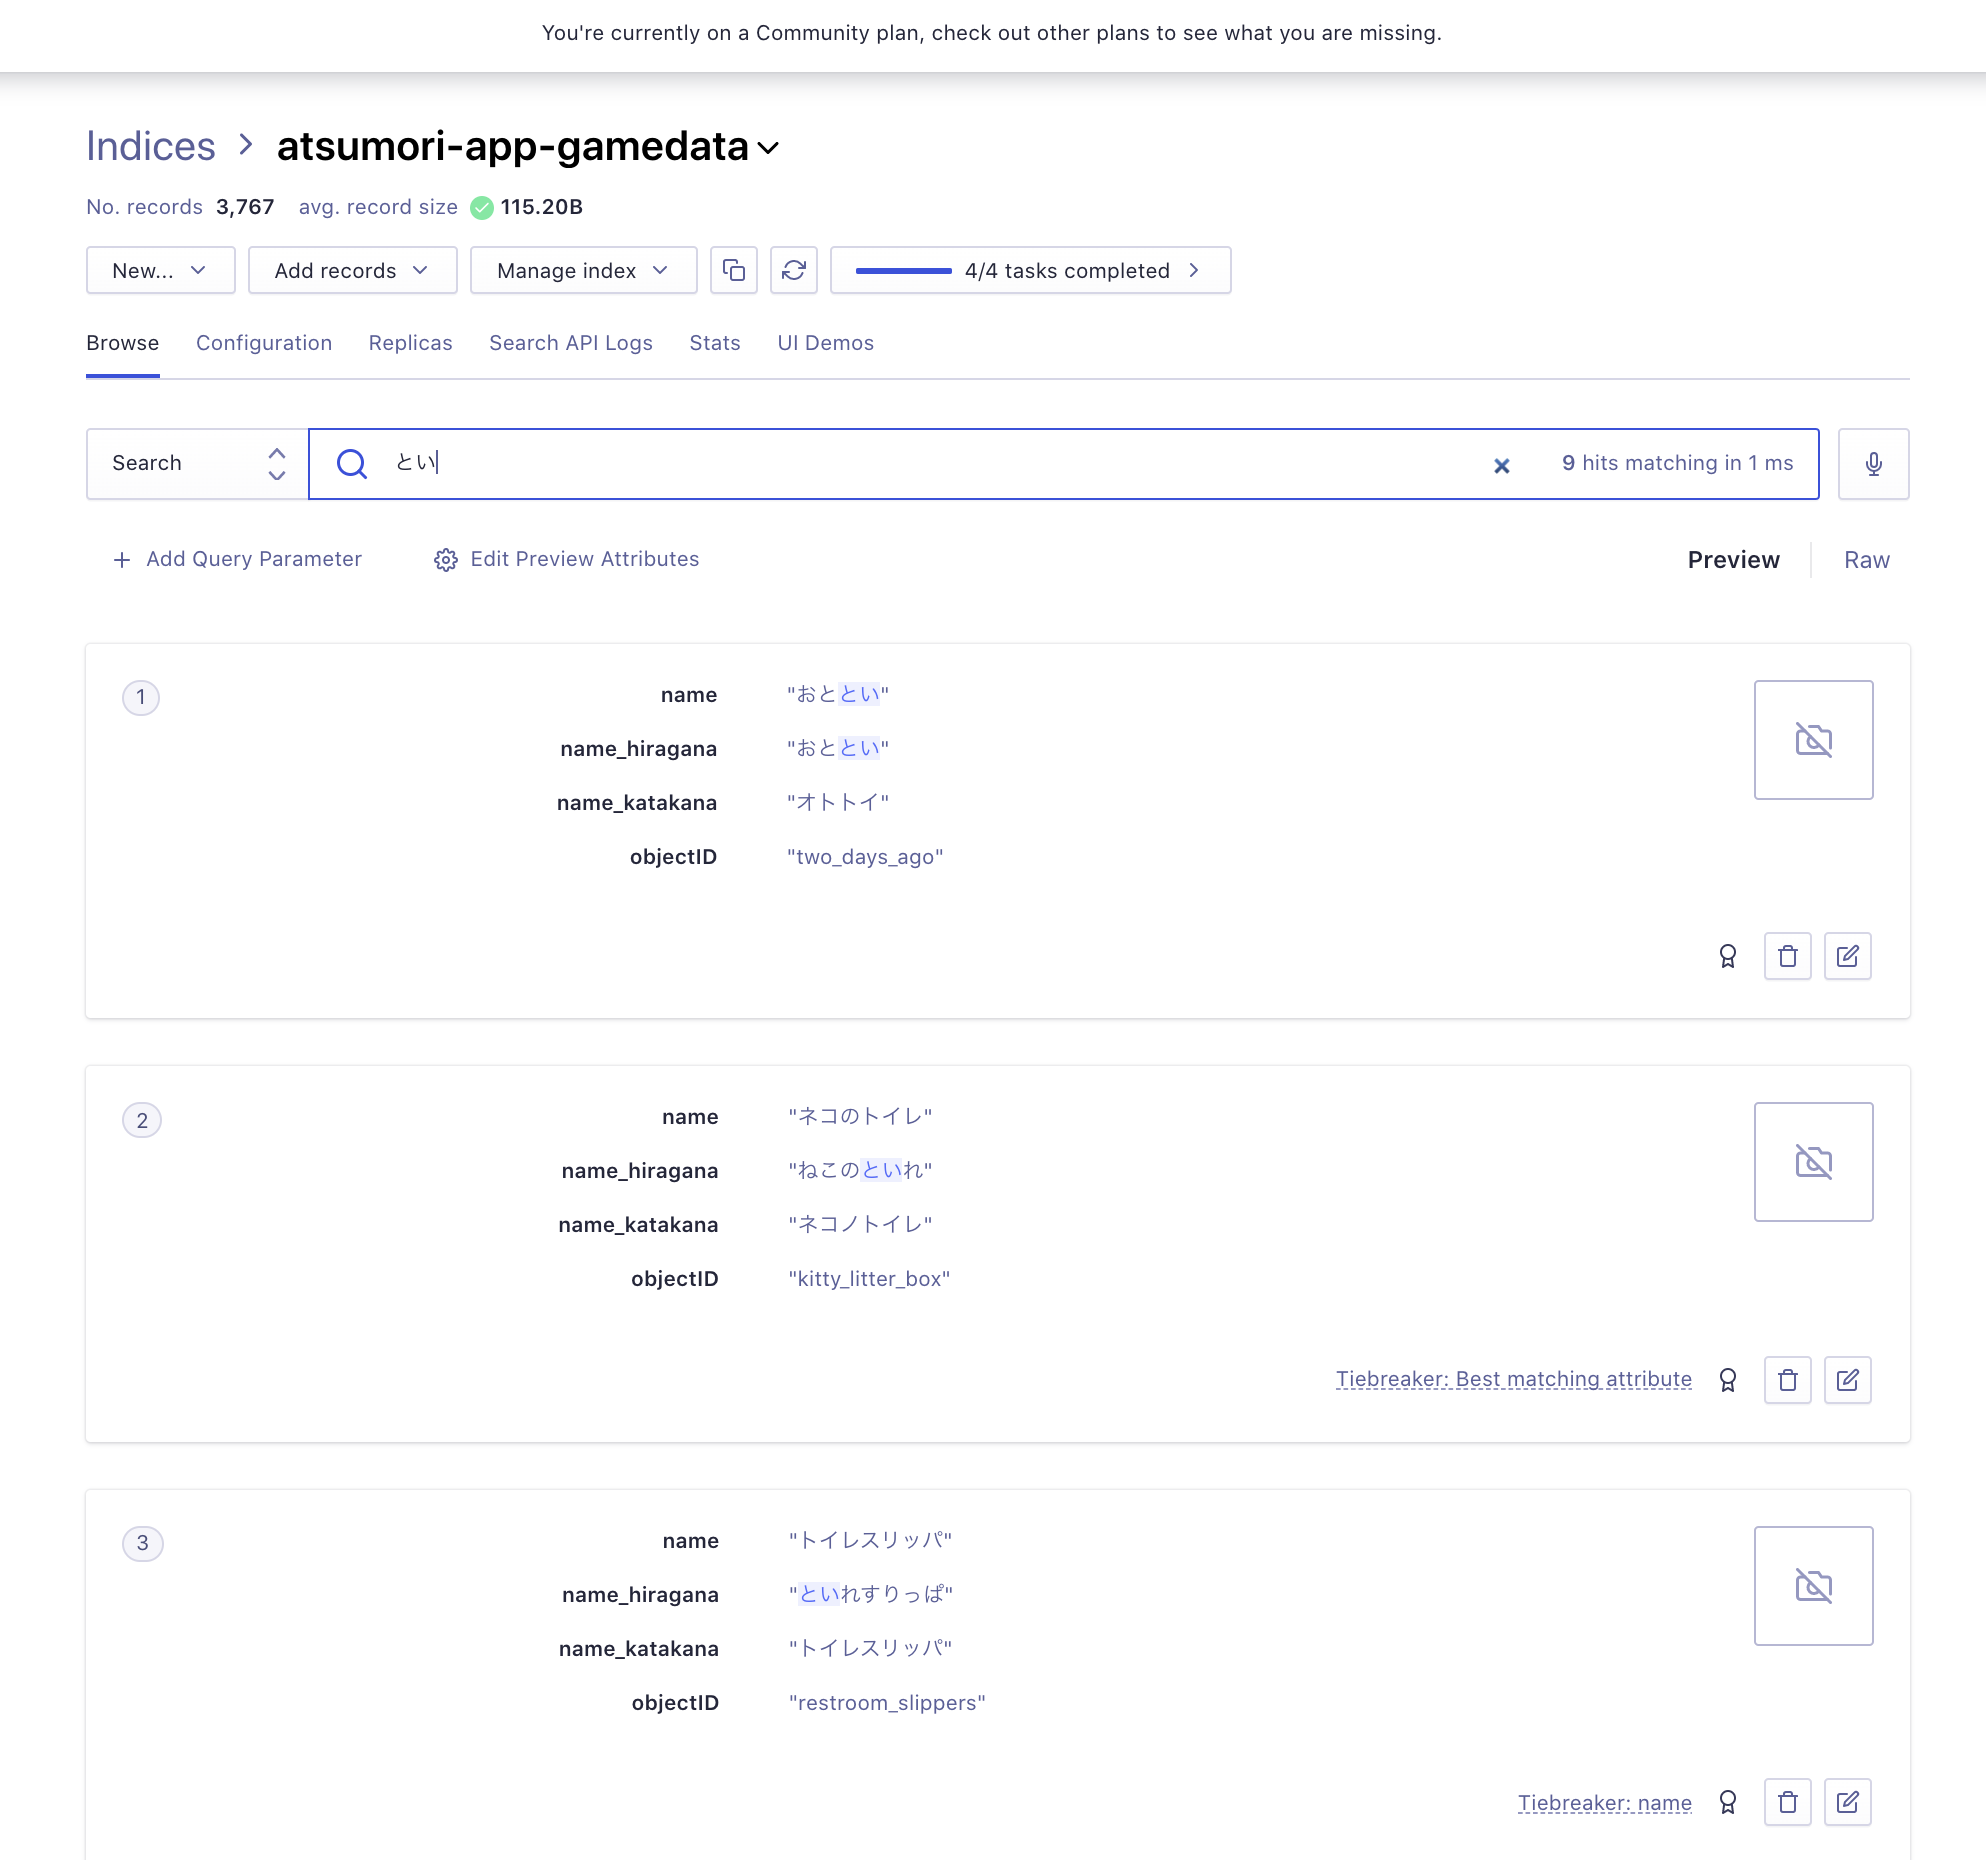 You're currently on a Community plan, check out other plans to see what you are missing.
Indices > atsumori-app-gamedata
No. records 3,767 avg. record size 115.20B
New... Add records Manage index 4/4 tasks completed
Browse Configuration Replicas Search API Logs Stats UI Demos
Search とい 9 hits matching in 1 ms
Add Query Parameter Edit Preview Attributes Preview Raw
1 name "おととい"
name_hiragana "おととい"
name_katakana "オトトイ"
objectID "two_days_ago"
2 name "ネコのトイレ"
name_hiragana "ねこのといれ"
name_katakana "ネコノトイレ"
objectID "kitty_litter_box"
Tiebreaker: Best matching attribute
3 name "トイレスリッパ"
name_hiragana "といれすりっぱ"
name_katakana "トイレスリッパ"
objectID "restroom_slippers"
Tiebreaker: name